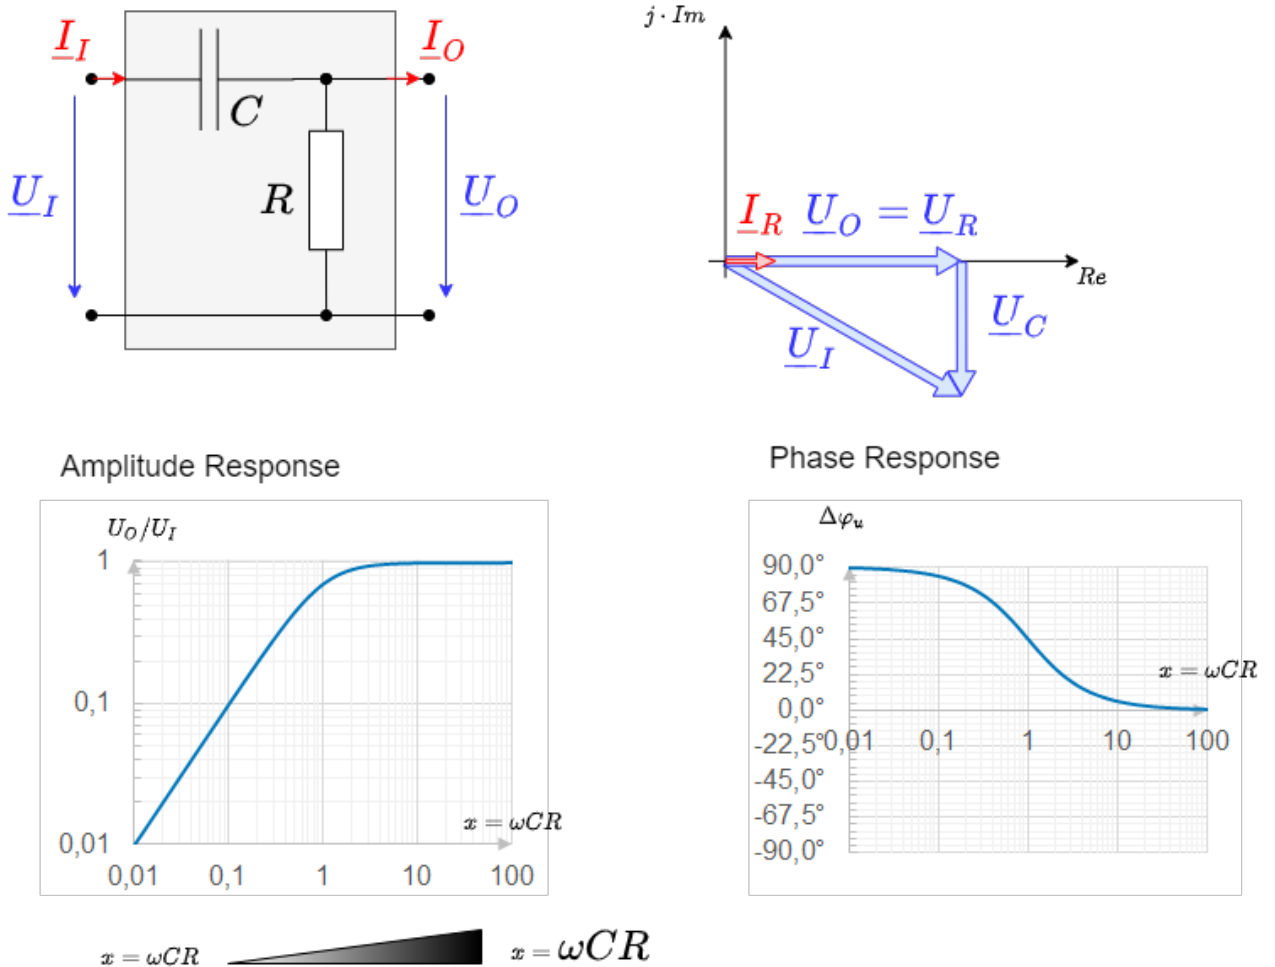 I_I
I_O
C
U_I
R
U_O
j · Im
I_R U_O = U_R
Re
U_C
U_I
Amplitude Response
U_O/U_I
1
0,1
0,01
x = ωCR
0,01 0,1 1 10 100
Phase Response
Δφ_u
90,0°
67,5°
45,0°
22,5°
x = ωCR
0,0°
-22,5°
0,01 0,1 1 10 100
-45,0°
-67,5°
-90,0°
x = ωCR x = ωCR